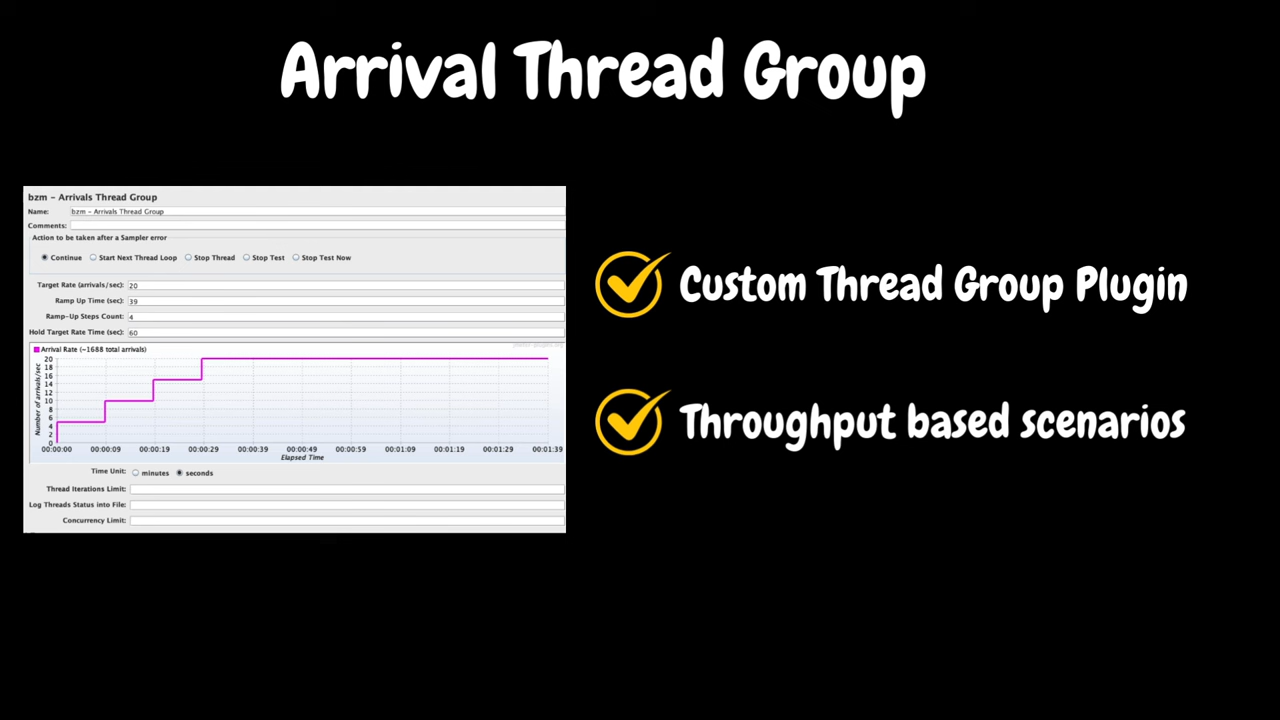 Arrival Thread Group
bzm - Arrivals Thread Group
Name: bzm - Arrivals Thread Group
Comments:
Action to be taken after a Sampler error
Continue Start Next Thread Loop Stop Thread Stop Test Stop Test Now
Target Rate (arrivals/sec): 20
Ramp Up Time (sec): 39
Ramp-Up Steps Count: 4
Hold Target Rate Time (sec): 60
Arrival Rate (~1688 total arrivals)
Number of arrivals/sec
20
18
16
14
12
10
8
6
4
2
0
00:00:00 00:00:09 00:00:19 00:00:29 00:00:39 00:00:49 00:00:59 00:01:09 00:01:19 00:01:29 00:01:39
Elapsed Time
Time Unit: minutes seconds
Thread Iterations Limit:
Log Threads Status into File:
Concurrency Limit:
Custom Thread Group Plugin
Throughput based scenarios